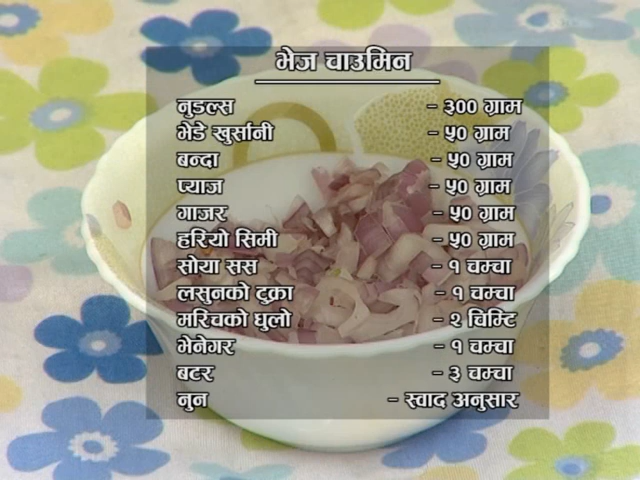 भेज चाउमिन
नुडल्स - ३०० ग्राम
भेडे खुर्सानी - ५० ग्राम
बन्दा - ५० ग्राम
प्याज - ५० ग्राम
गाजर - ५० ग्राम
हरियो सिमी - ५० ग्राम
सोया सस - १ चम्चा
लसुनको टुक्रा - १ चम्चा
मरिचको धुलो - २ चिम्टि
भेनेगर - १ चम्चा
बटर - ३ चम्चा
नुन - स्वाद अनुसार